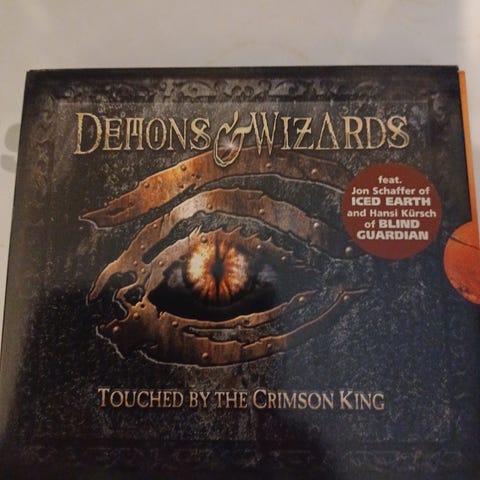 DEMONS & WIZARDS
feat.
Jon Schaffer of
ICED EARTH
and Hansi Kürsch
of BLIND
GUARDIAN
TOUCHED BY THE CRIMSON KING